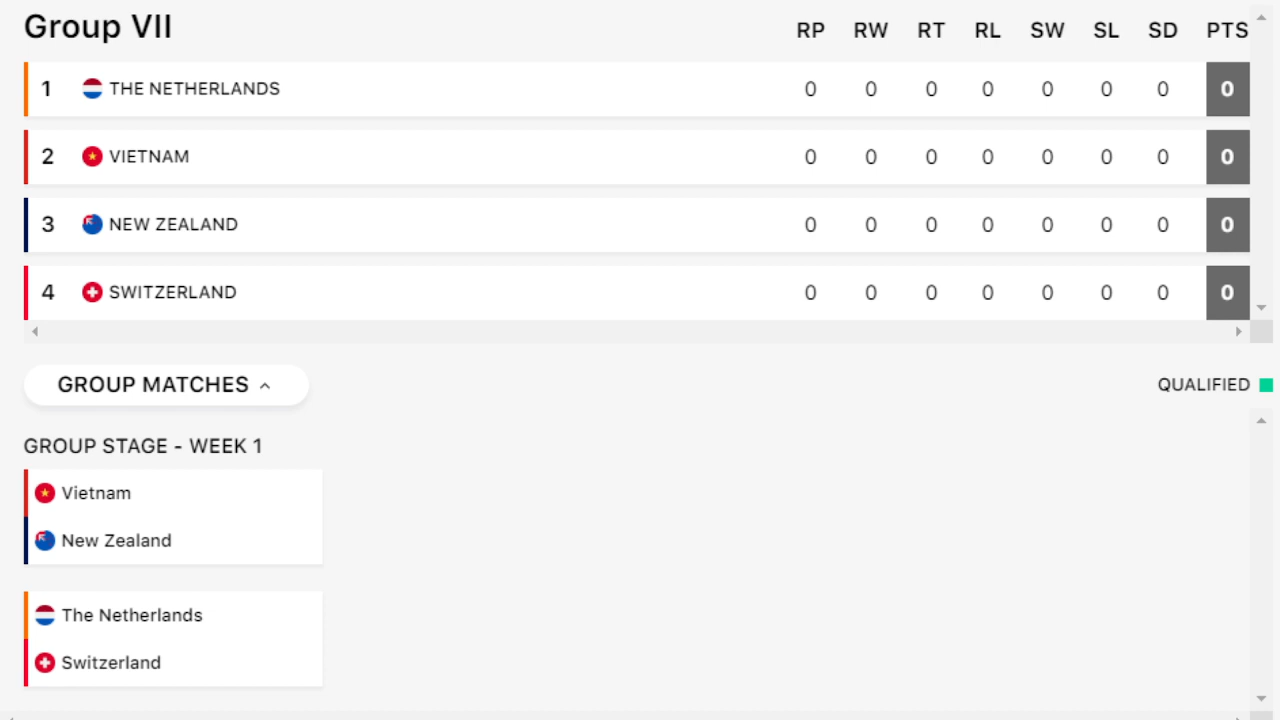 Group VII RP RW RT RL SW SL SD PTS
1 THE NETHERLANDS 0 0 0 0 0 0 0 0
2 VIETNAM 0 0 0 0 0 0 0 0
3 NEW ZEALAND 0 0 0 0 0 0 0 0
4 SWITZERLAND 0 0 0 0 0 0 0 0
GROUP MATCHES QUALIFIED
GROUP STAGE - WEEK 1
Vietnam
New Zealand
The Netherlands
Switzerland